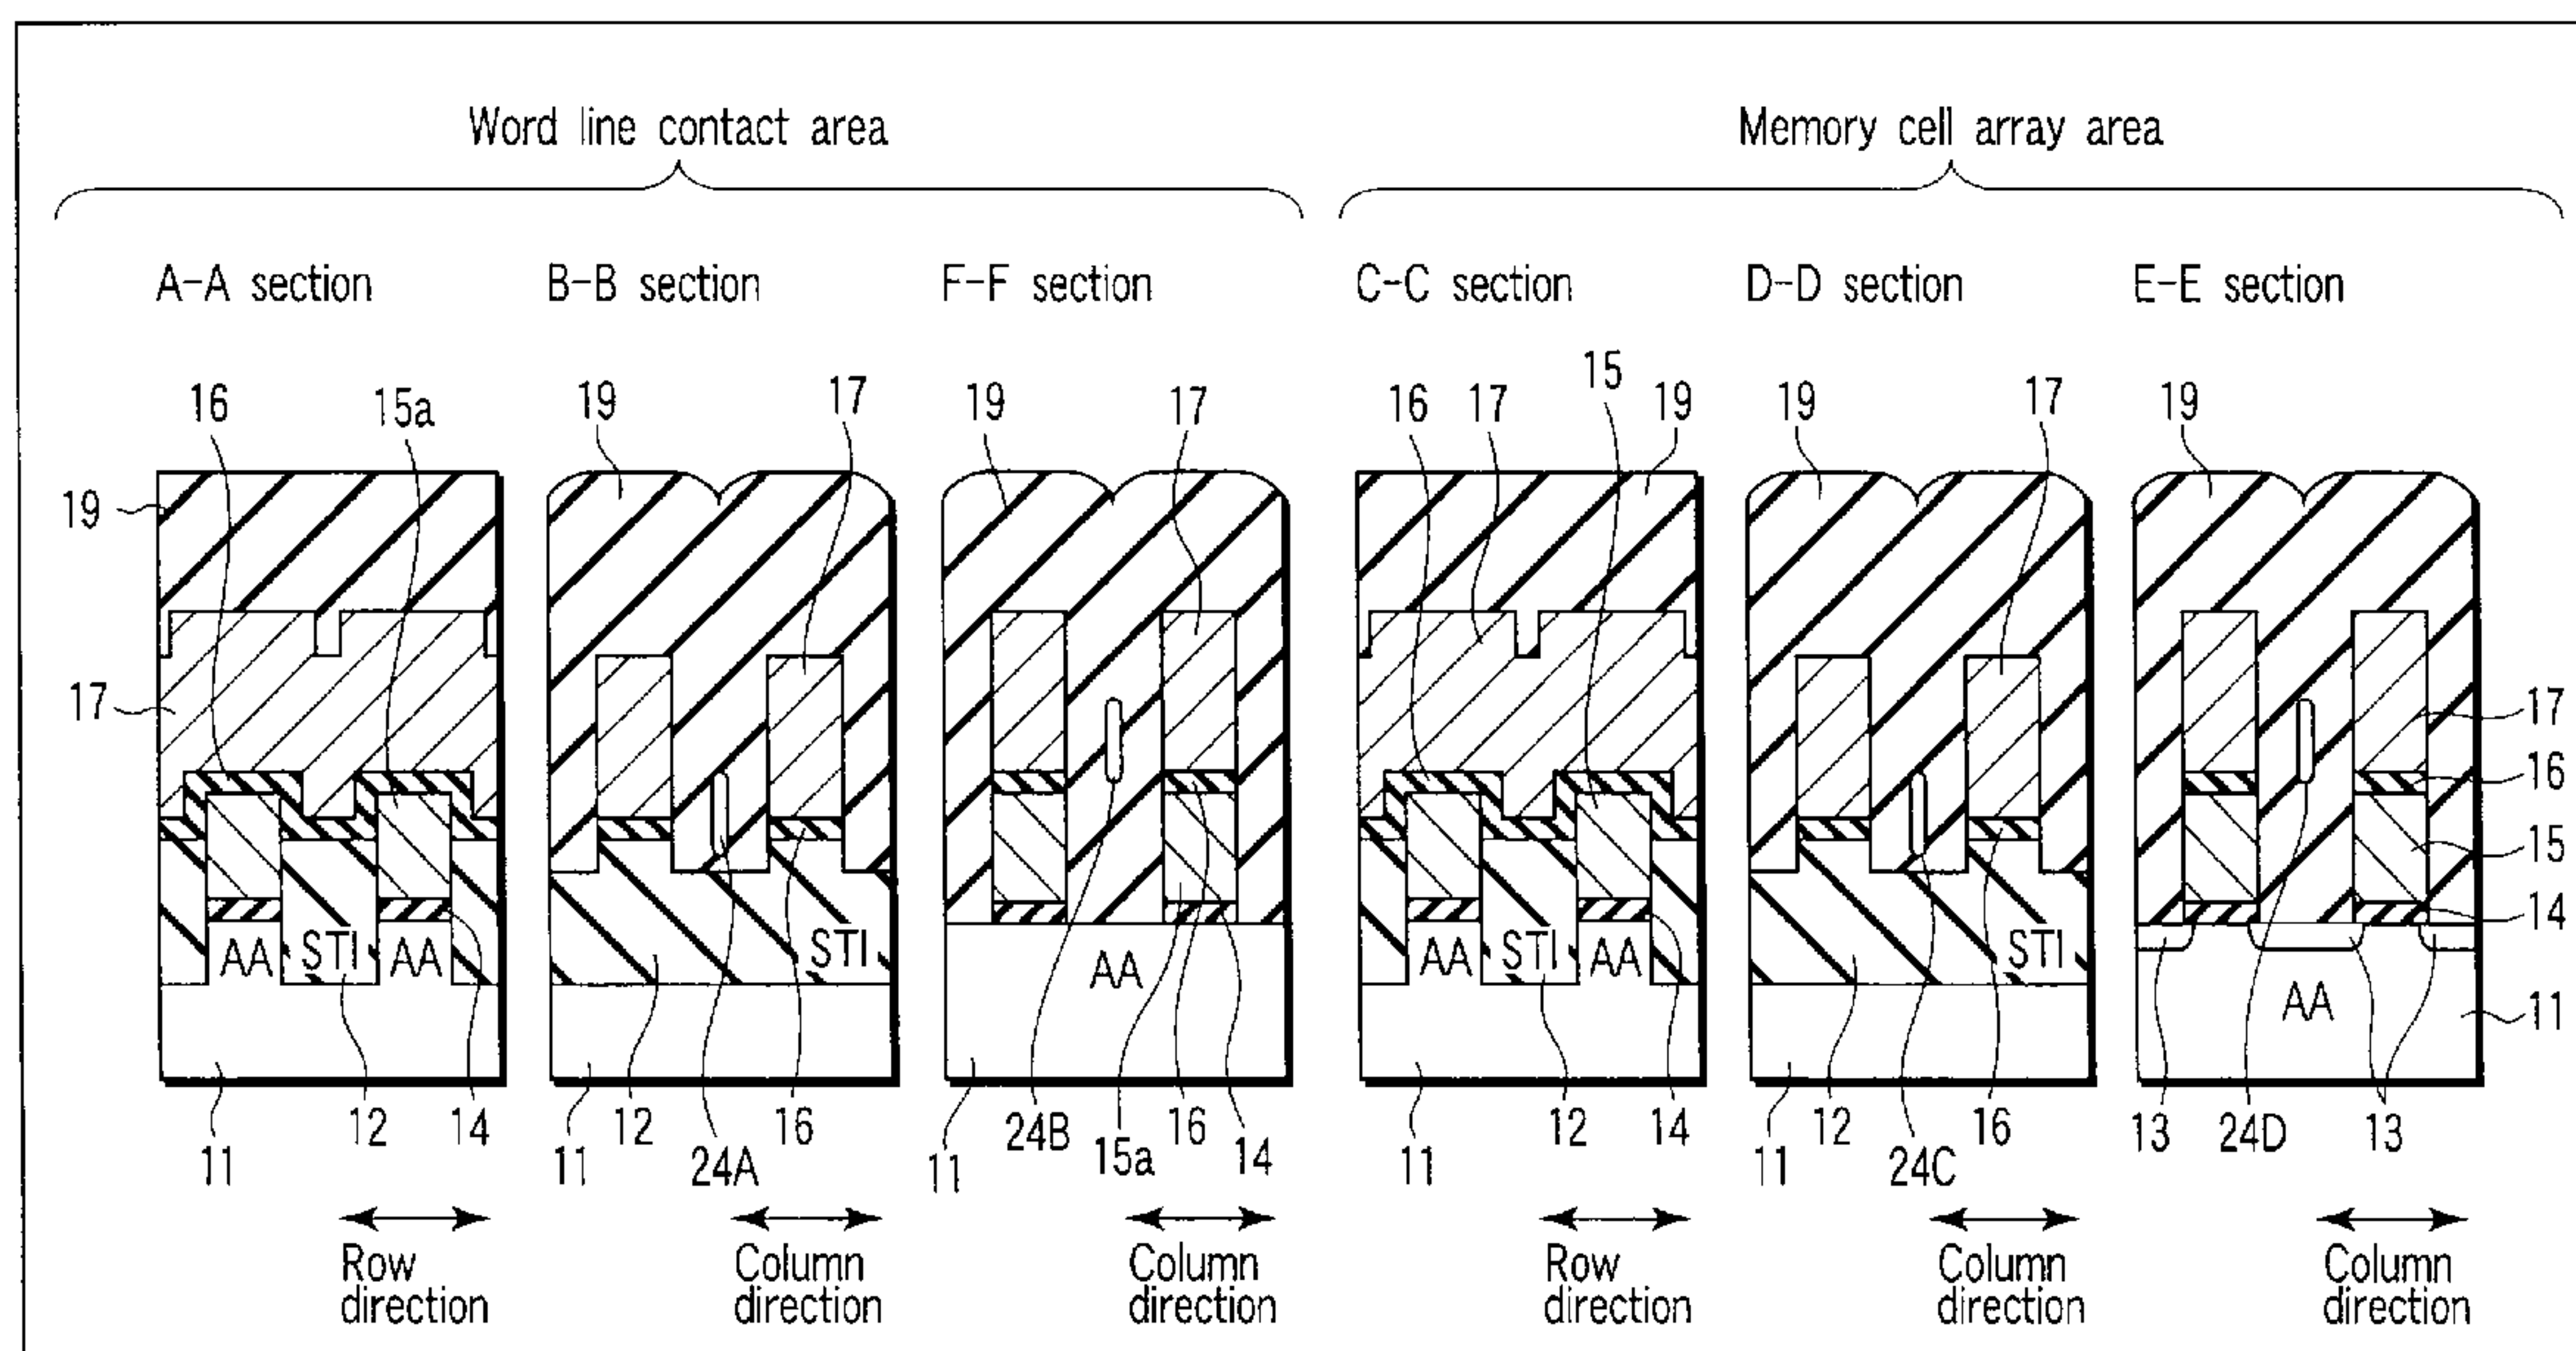 Word line contact area
Memory cell array area
A-A section
B-B section
F-F section
C-C section
D-D section
E-E section
16
15a
19
17
19
17
16
17
15
19
19
17
19
19
17
17
16
15
14
AA
STI
AA
STI
AA
AA
STI
AA
STI
AA
11
11
12
14
11
12
24A
16
11
24B
15a
16
14
11
12
14
11
12
24C
16
13
24D
13
Row
direction
Column
direction
Column
direction
Row
direction
Column
direction
Column
direction